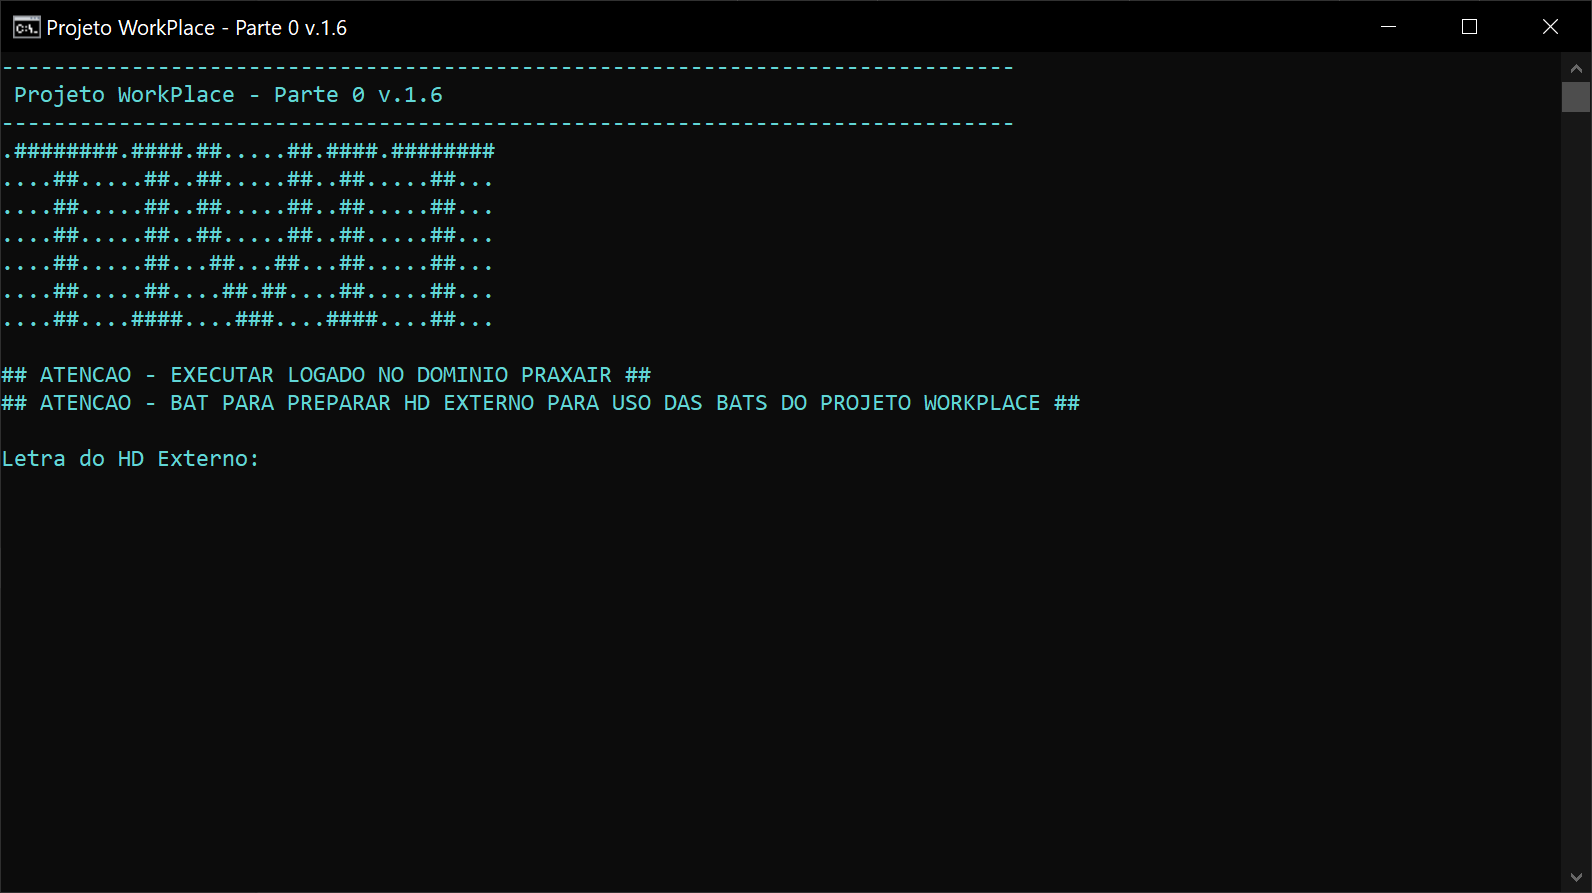 Projeto WorkPlace - Parte 0 v.1.6
------------------------------------------------------------------------------
Projeto WorkPlace - Parte 0 v.1.6
------------------------------------------------------------------------------
.########.####.##.....##.####.########
....##.....##..##.....##..##.....##...
....##.....##..##.....##..##.....##...
....##.....##..##.....##..##.....##...
....##.....##...##...##...##.....##...
....##.....##....##.##....##.....##...
....##....####....###....####....##...
## ATENCAO - EXECUTAR LOGADO NO DOMINIO PRAXAIR ##
## ATENCAO - BAT PARA PREPARAR HD EXTERNO PARA USO DAS BATS DO PROJETO WORKPLACE ##
Letra do HD Externo: